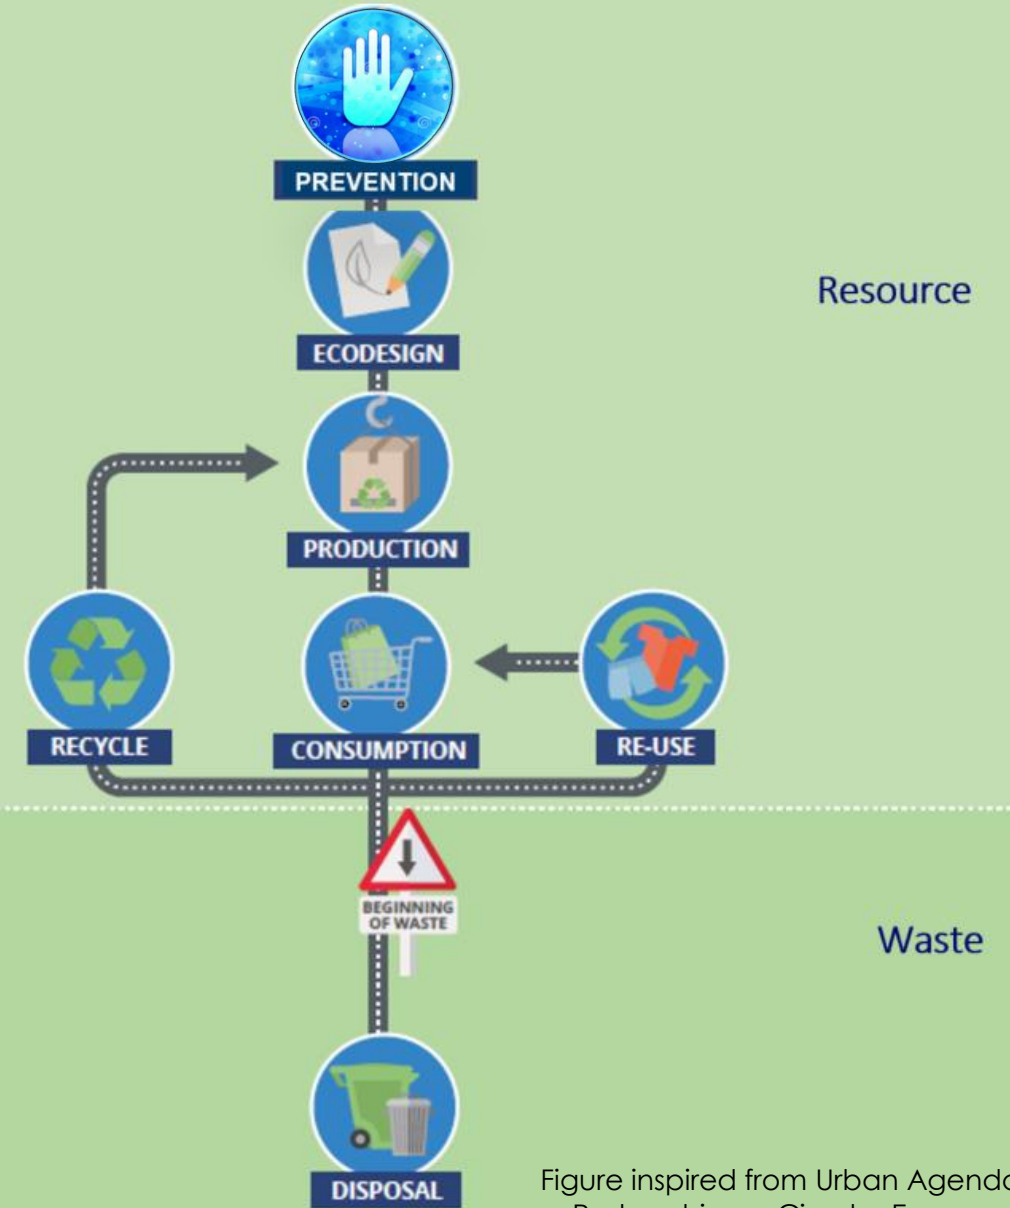 PREVENTION
ECODESIGN
Resource
PRODUCTION
RECYCLE
CONSUMPTION
RE-USE
BEGINNING
OF WASTE
Waste
DISPOSAL
Figure inspired from Urban Agenda